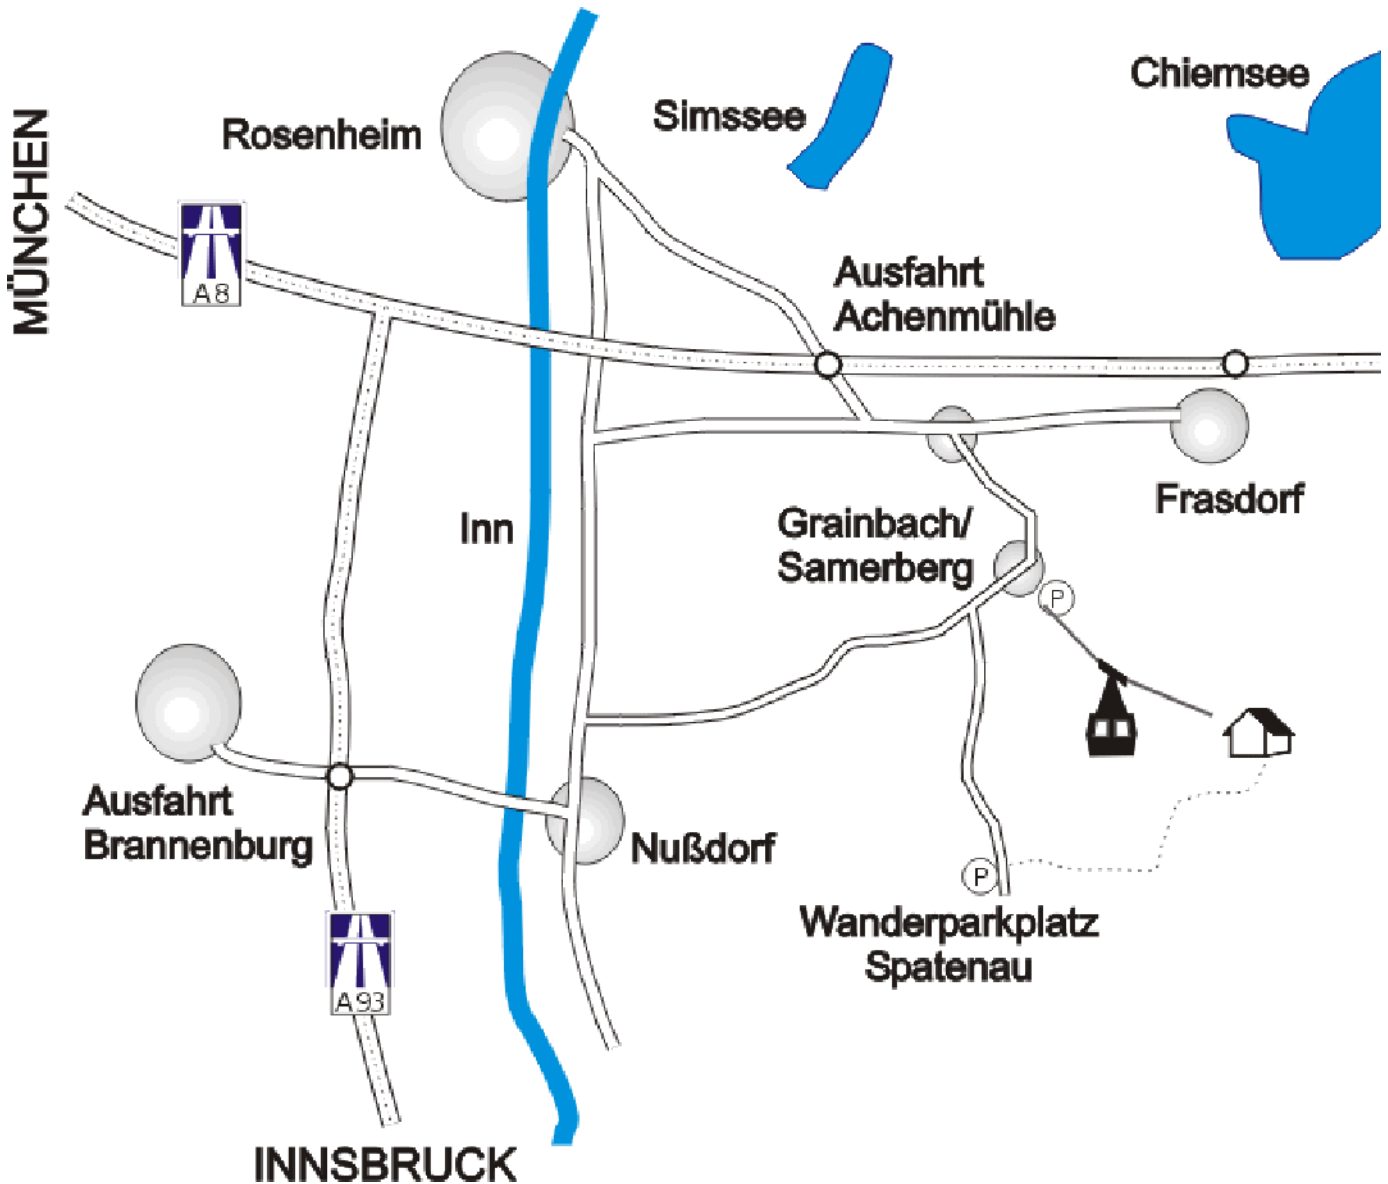 Chiemsee
Simssee
Rosenheim
MÜNCHEN
A8
Ausfahrt
Achenmühle
Frasdorf
Inn
Grainbach/
Samerberg
P
Ausfahrt
Brannenburg
Nußdorf
P
Wanderparkplatz
Spatenau
A93
INNSBRUCK